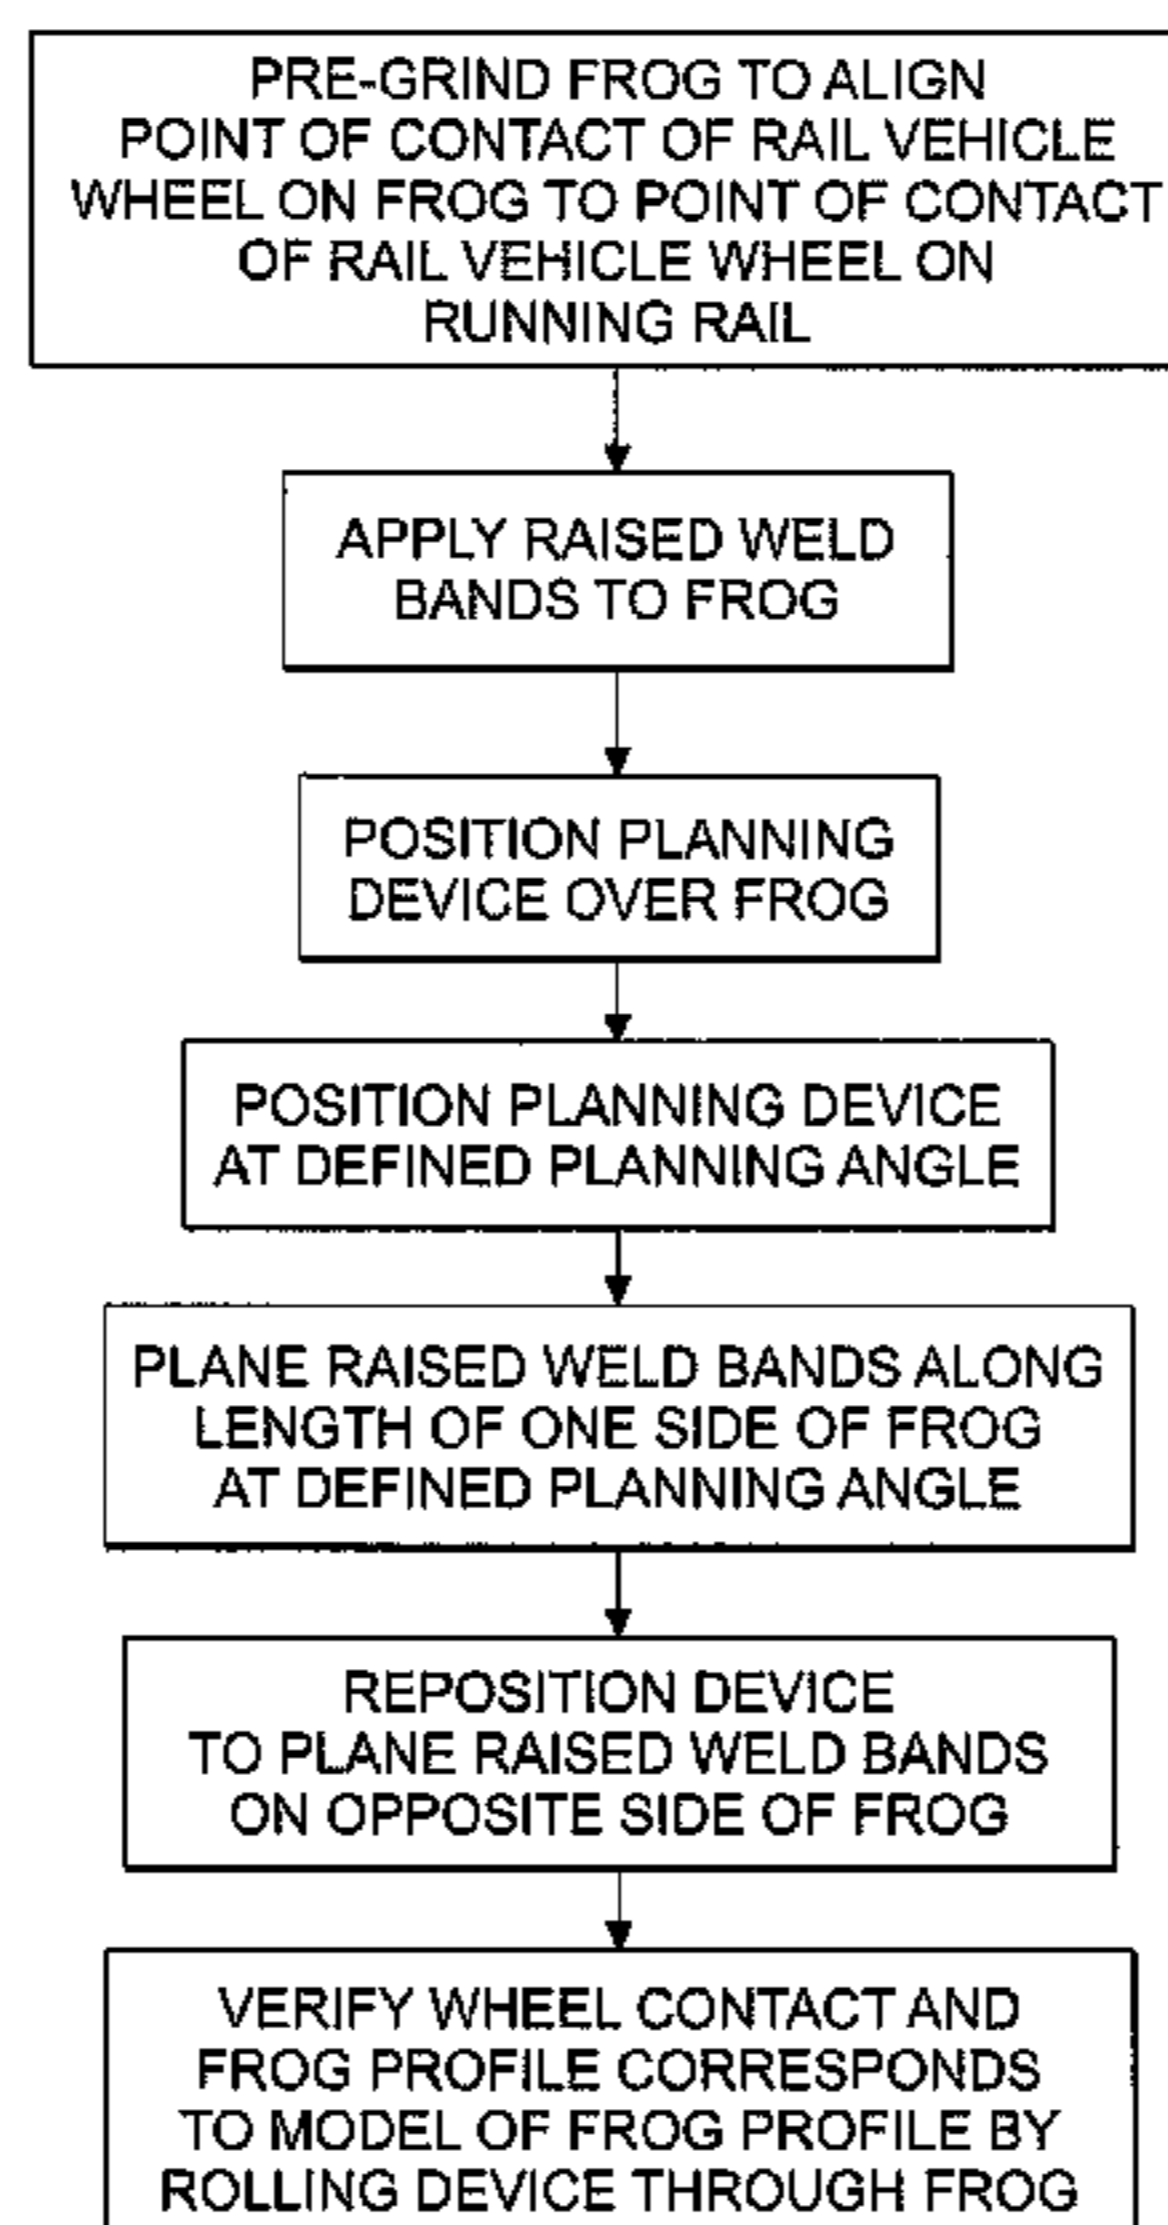 PRE-GRIND FROG TO ALIGN
POINT OF CONTACT OF RAIL VEHICLE
WHEEL ON FROG TO POINT OF CONTACT
OF RAIL VEHICLE WHEEL ON
RUNNING RAIL
APPLY RAISED WELD
BANDS TO FROG
POSITION PLANNING
DEVICE OVER FROG
POSITION PLANNING DEVICE
AT DEFINED PLANNING ANGLE
PLANE RAISED WELD BANDS ALONG
LENGTH OF ONE SIDE OF FROG
AT DEFINED PLANNING ANGLE
REPOSITION DEVICE
TO PLANE RAISED WELD BANDS
ON OPPOSITE SIDE OF FROG
VERIFY WHEEL CONTACT AND
FROG PROFILE CORRESPONDS
TO MODEL OF FROG PROFILE BY
ROLLING DEVICE THROUGH FROG